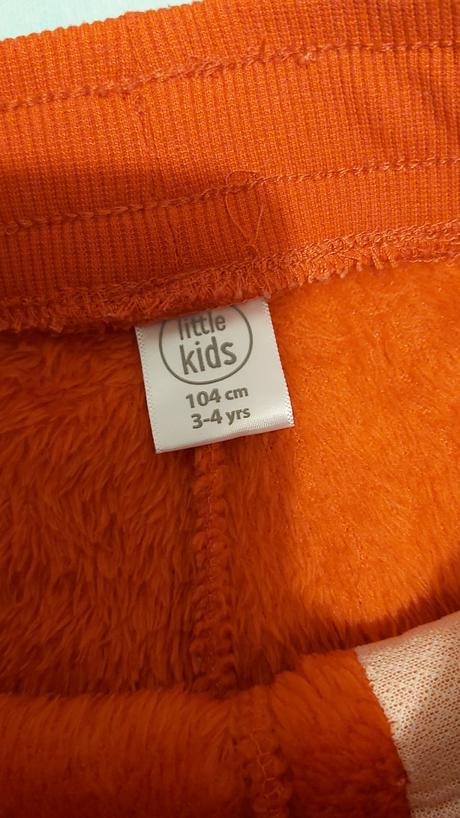 little
kids
104 cm
3-4 yrs